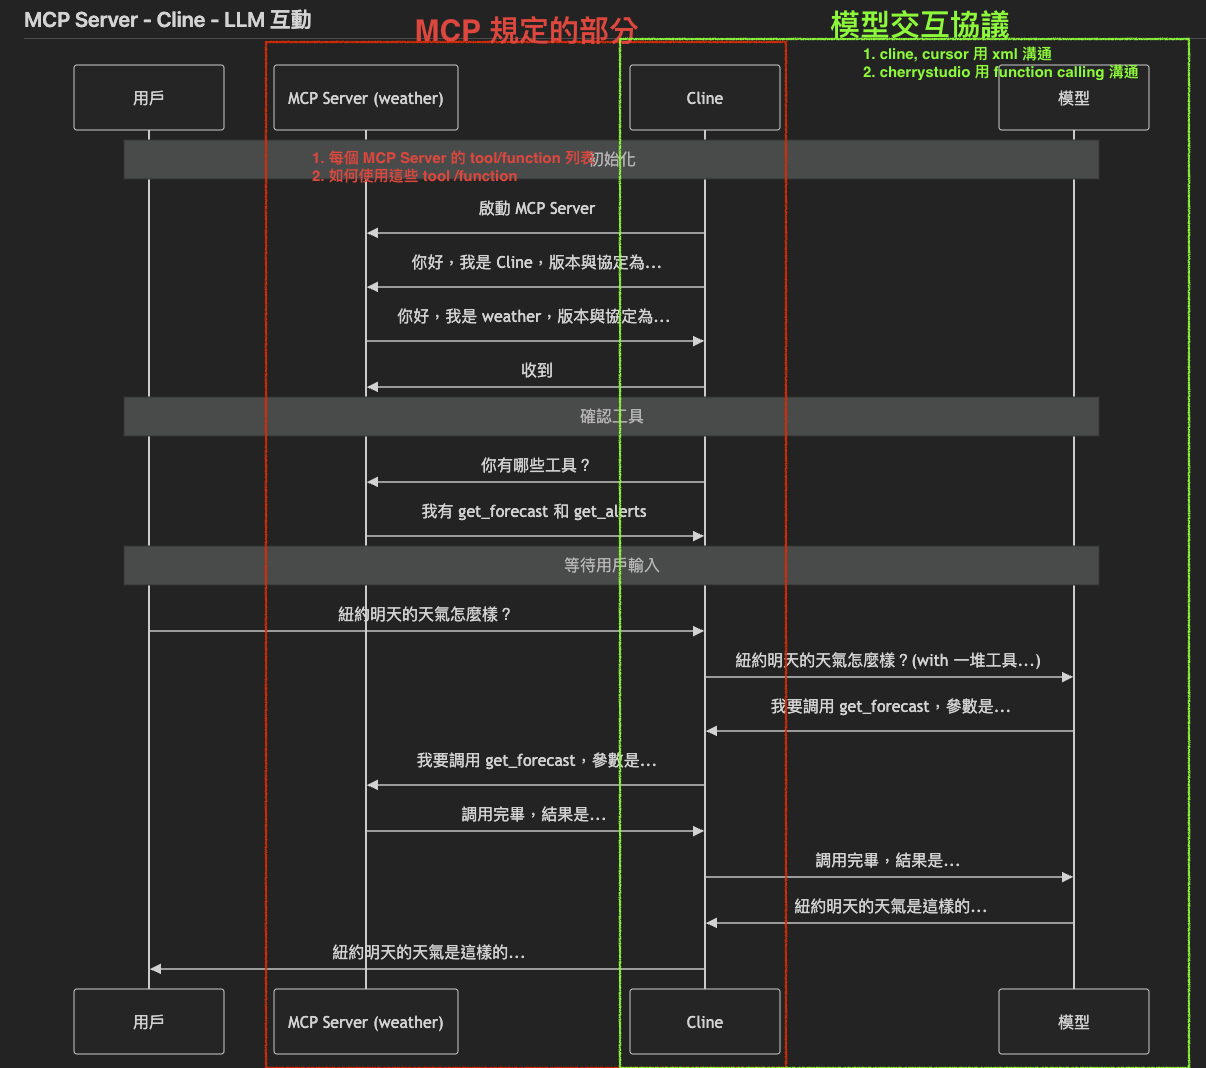 MCP Server - Cline - LLM 互動
MCP 規定的部分
模型交互協議
1. cline, cursor 用 xml 溝通
2. cherrystudio 用 function calling 溝通
用戶
MCP Server (weather)
Cline
模型
初始化
1. 每個 MCP Server 的 tool/function 列表
2. 如何使用這些 tool /function
啟動 MCP Server
你好，我是 Cline，版本與協定為...
你好，我是 weather，版本與協定為...
收到
確認工具
你有哪些工具？
我有 get_forecast 和 get_alerts
等待用戶輸入
紐約明天的天氣怎麼樣？
紐約明天的天氣怎麼樣？(with 一堆工具...)
我要調用 get_forecast，參數是...
我要調用 get_forecast，參數是...
調用完畢，結果是...
調用完畢，結果是...
紐約明天的天氣是這樣的...
紐約明天的天氣是這樣的...
用戶
MCP Server (weather)
Cline
模型